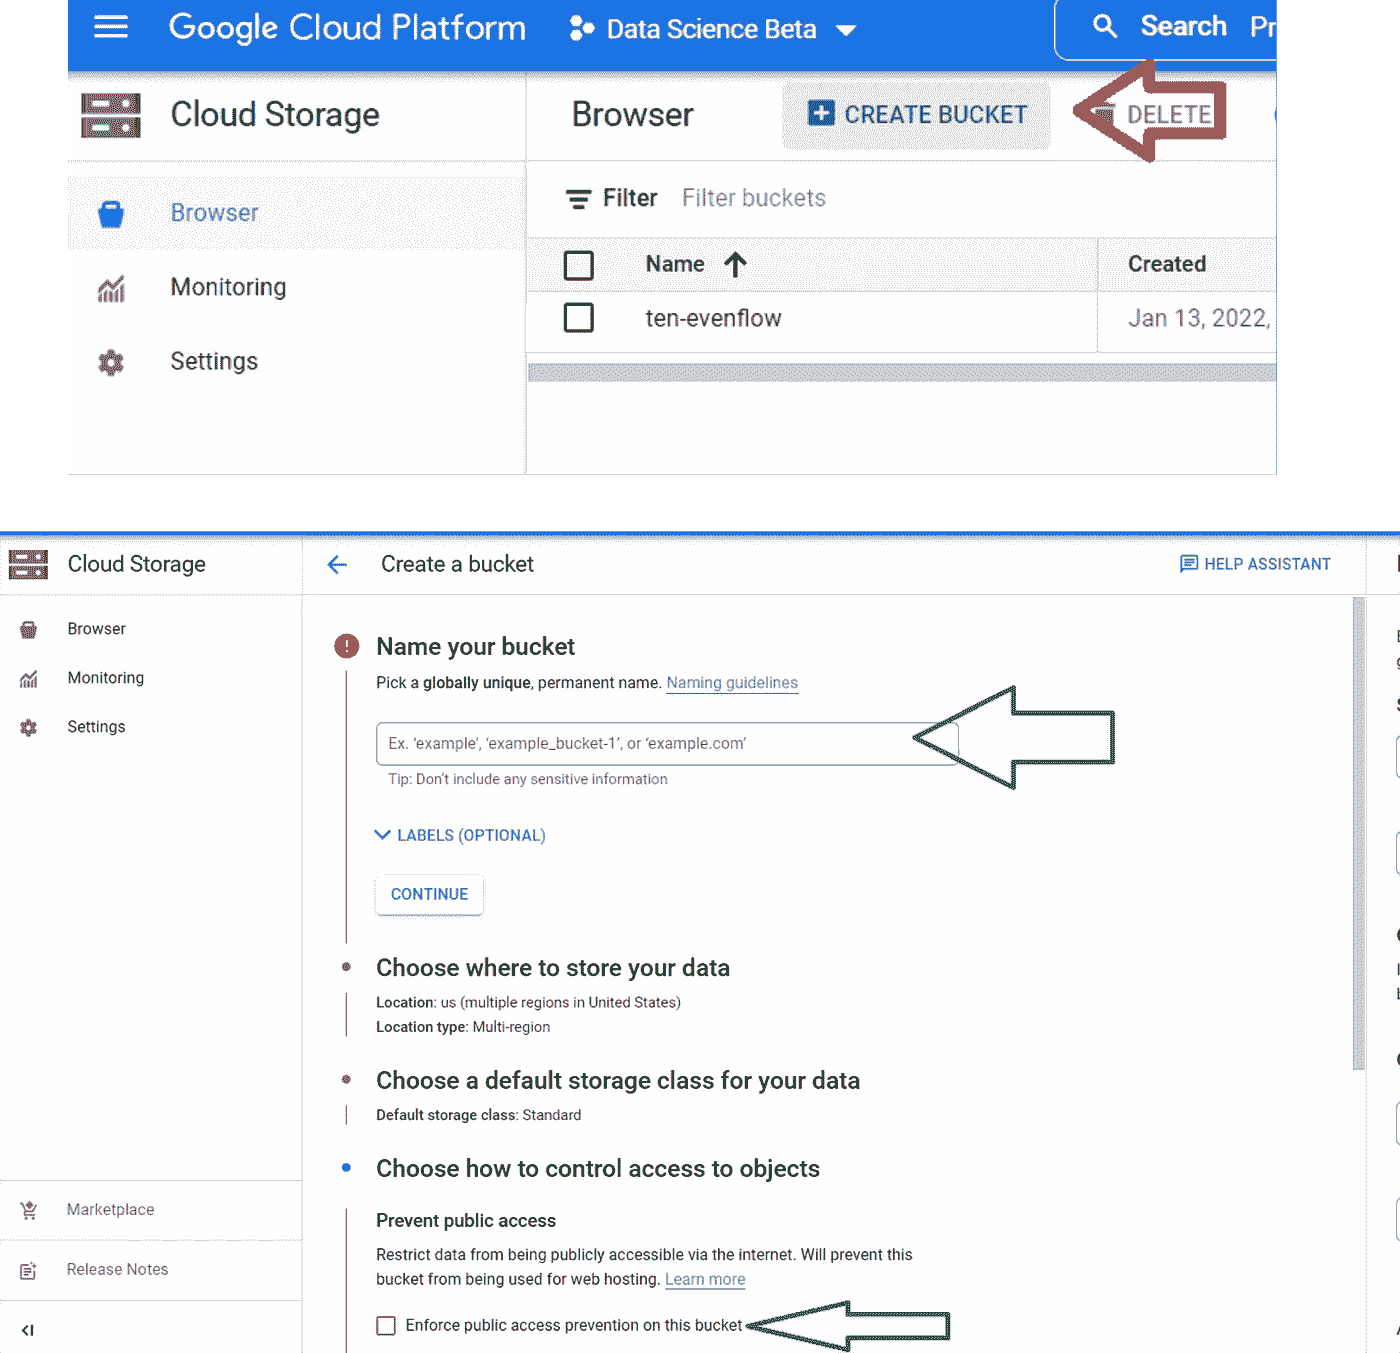 Google Cloud Platform
Data Science Beta
Search Pr
Cloud Storage
Browser
CREATE BUCKET
DELETE
Browser
Monitoring
Settings
Filter Filter buckets
Name
Created
ten-evenflow
Jan 13, 2022,
Cloud Storage
Create a bucket
HELP ASSISTANT
Browser
Monitoring
Settings
Name your bucket
Pick a globally unique, permanent name. Naming guidelines
Ex. 'example', 'example_bucket-1', or 'example.com'
Tip: Don't include any sensitive information
LABELS (OPTIONAL)
CONTINUE
Choose where to store your data
Location: us (multiple regions in United States)
Location type: Multi-region
Choose a default storage class for your data
Default storage class: Standard
Choose how to control access to objects
Prevent public access
Restrict data from being publicly accessible via the internet. Will prevent this
bucket from being used for web hosting. Learn more
Enforce public access prevention on this bucket
Marketplace
Release Notes